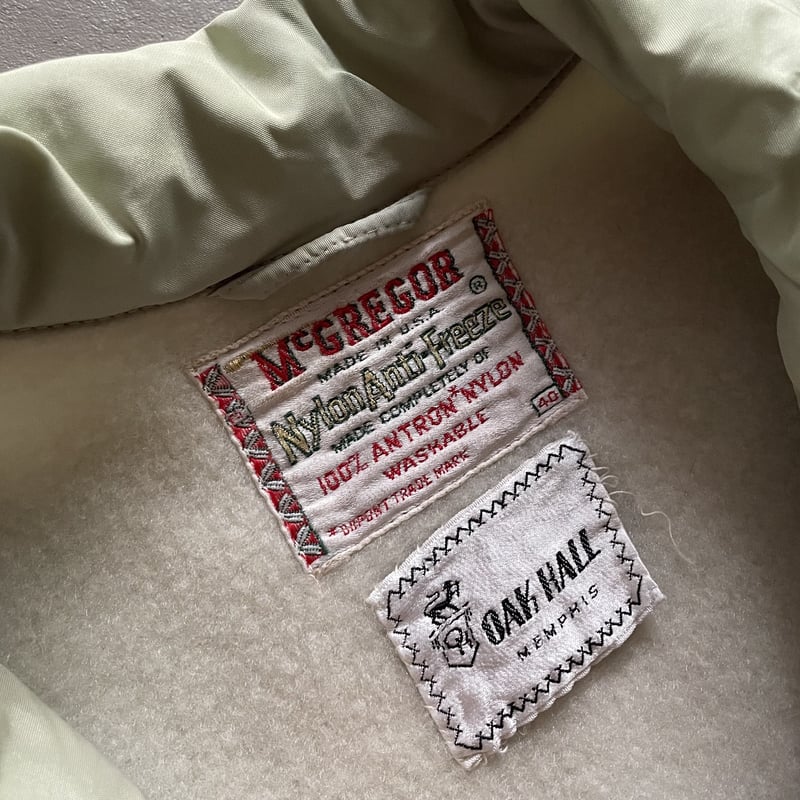 McGREGOR®
MADE IN U.S.A
Nylon Anti-Freeze
MADE COMPLETELY OF
100% ANTRON* NYLON
WASHABLE
40
*DUPONT TRADE MARK
OAK HALL
MEMPHIS